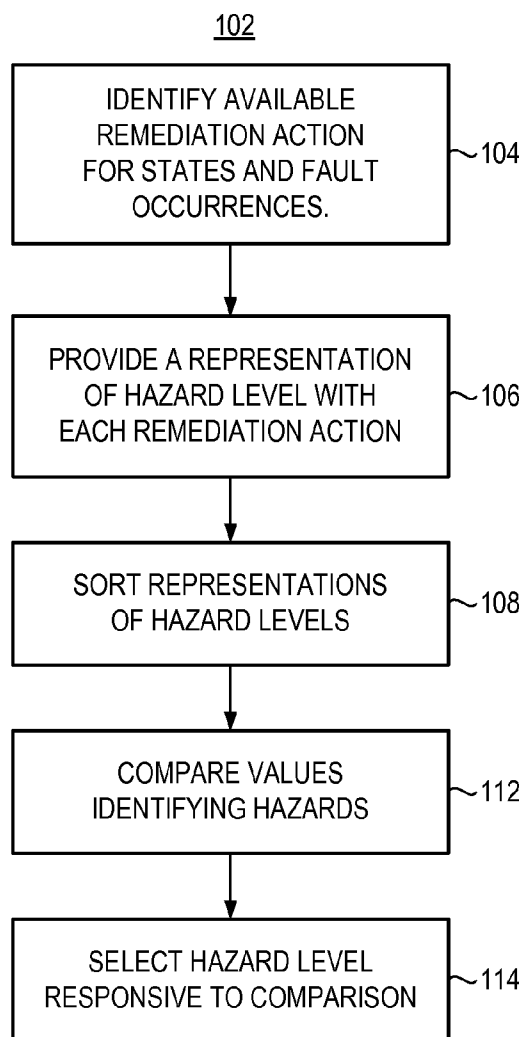 102
IDENTIFY AVAILABLE
REMEDIATION ACTION
FOR STATES AND FAULT
OCCURRENCES.
104
PROVIDE A REPRESENTATION
OF HAZARD LEVEL WITH
EACH REMEDIATION ACTION
106
SORT REPRESENTATIONS
OF HAZARD LEVELS
108
COMPARE VALUES
IDENTIFYING HAZARDS
112
SELECT HAZARD LEVEL
RESPONSIVE TO COMPARISON
114